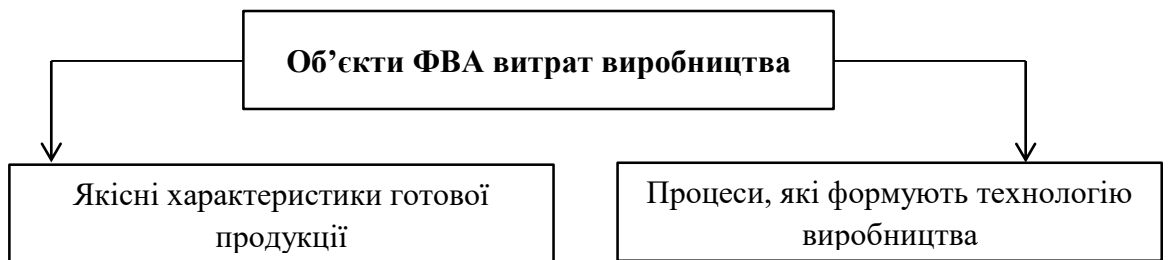 Об’єкти ФВА витрат виробництва
Якісні характеристики готової
продукції
Процеси, які формують технологію
виробництва